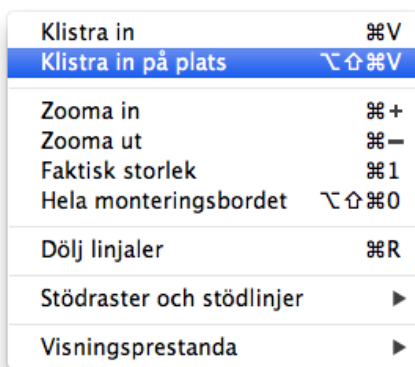 Klistra in ⌘V
Klistra in på plats ⌥⇧⌘V
Zooma in ⌘+
Zooma ut ⌘−
Faktisk storlek ⌘1
Hela monteringsbordet ⌥⇧⌘0
Dölj linjaler ⌘R
Stödraster och stödlinjer ▶
Visningsprestanda ▶